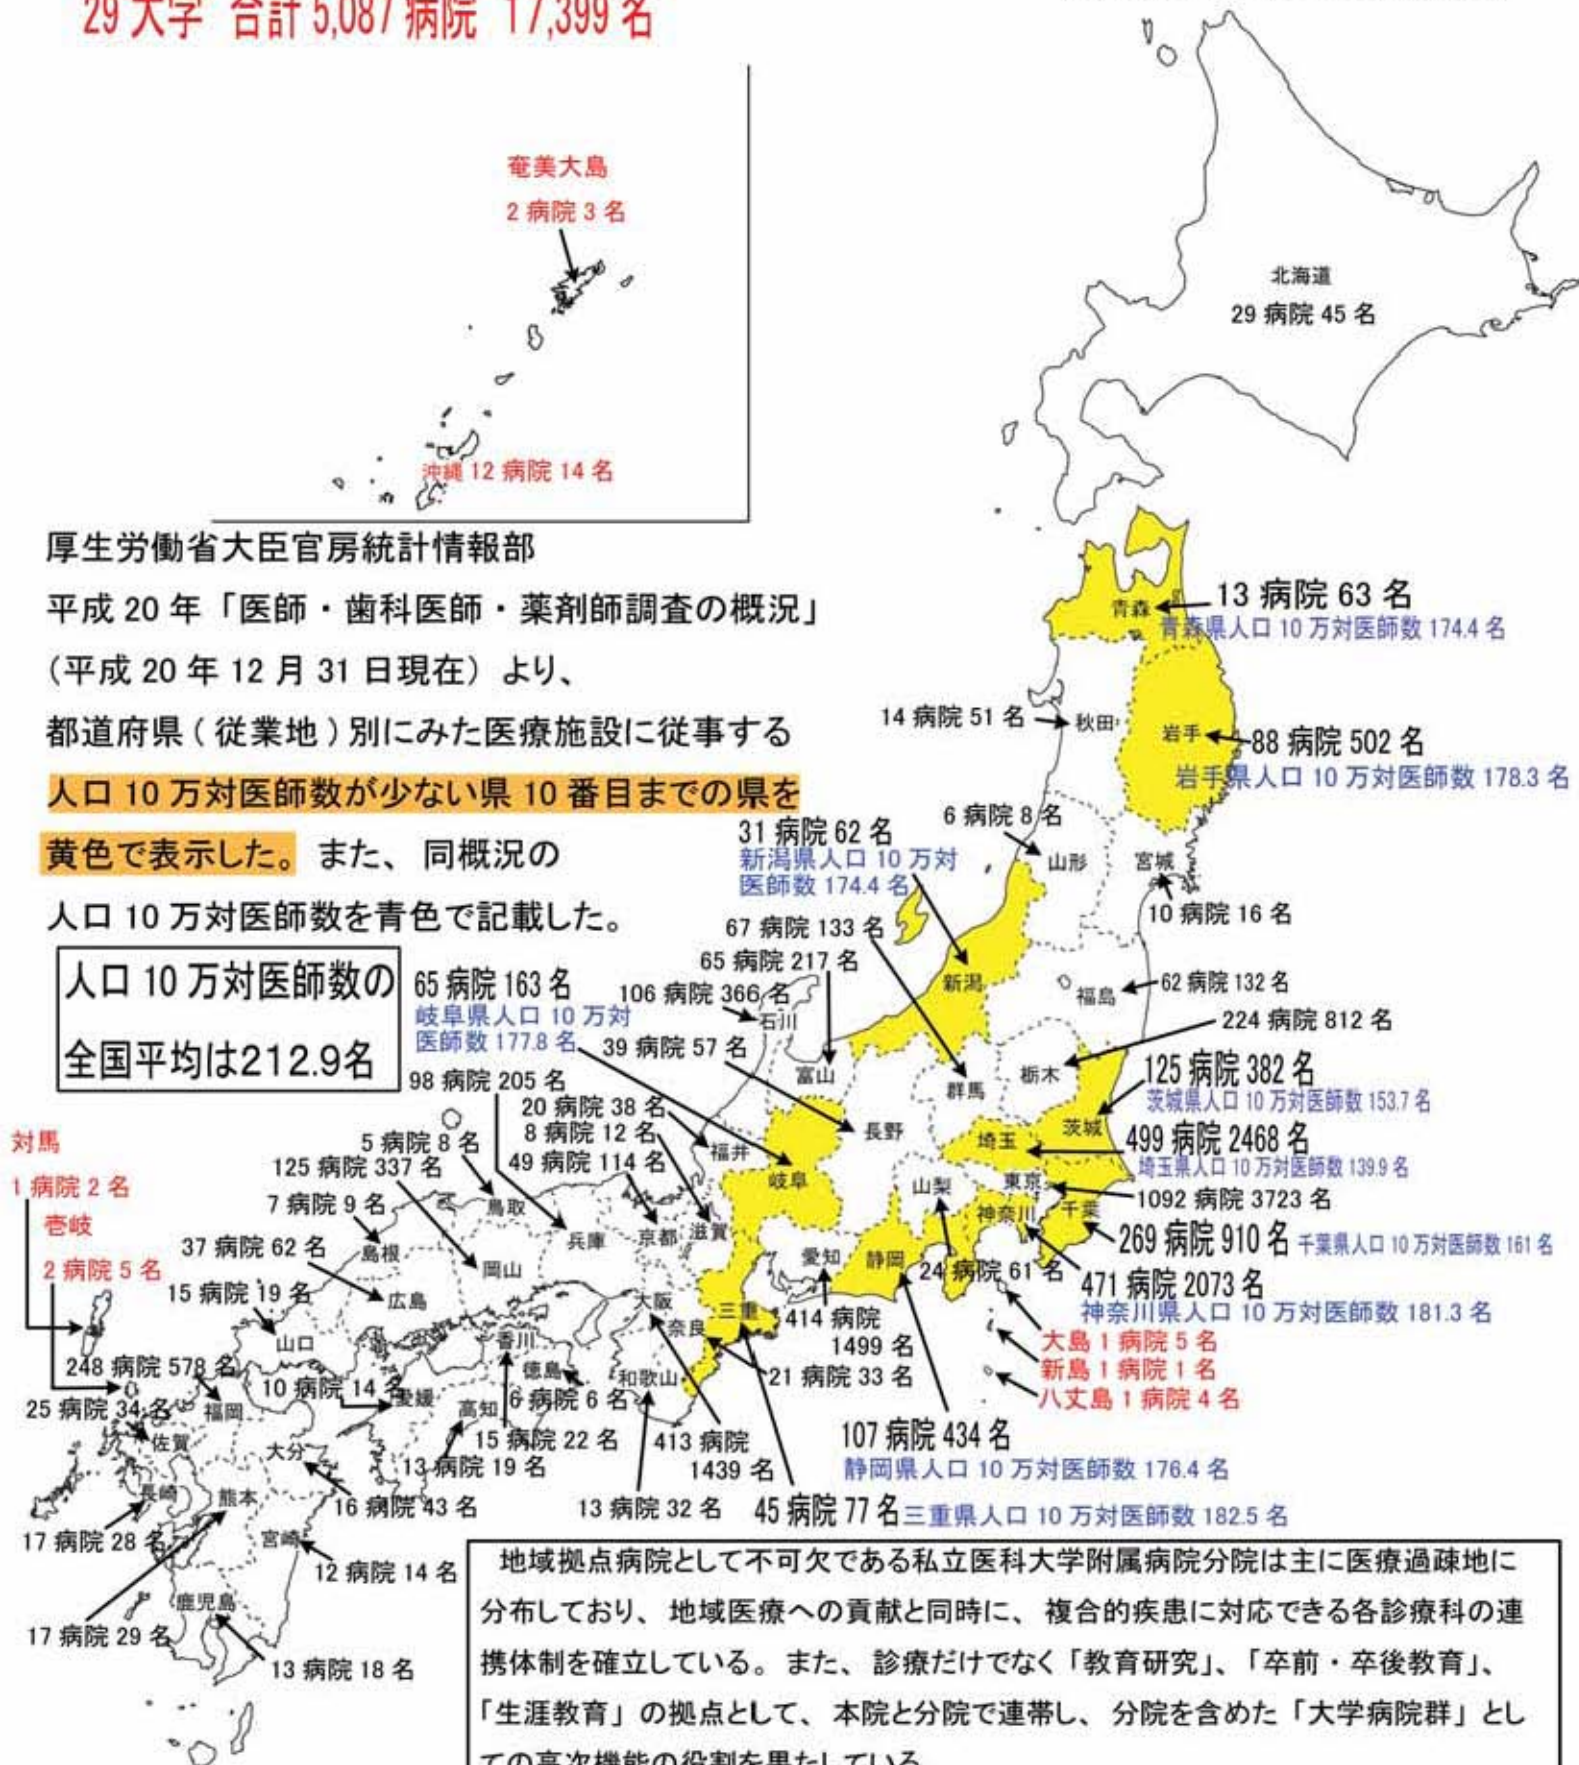 29 大学 合計 5,087 病院 17,399 名
奄美大島
2 病院 3 名
沖縄 12 病院 14 名
北海道
29 病院 45 名
厚生労働省大臣官房統計情報部
平成 20 年「医師・歯科医師・薬剤師調査の概況」
(平成 20 年 12 月 31 日現在) より、
都道府県 ( 従業地 ) 別にみた医療施設に従事する
人口 10 万対医師数が少ない県 10 番目までの県を
黄色で表示した。また、同概況の
人口 10 万対医師数を青色で記載した。
人口 10 万対医師数の
全国平均は212.9名
青森
13 病院 63 名
青森県人口 10 万対医師数 174.4 名
14 病院 51 名
秋田
岩手
88 病院 502 名
岩手県人口 10 万対医師数 178.3 名
6 病院 8 名
山形
宮城
10 病院 16 名
31 病院 62 名
新潟県人口 10 万対
医師数 174.4 名
新潟
67 病院 133 名
65 病院 217 名
106 病院 366 名
石川
福島
62 病院 132 名
65 病院 163 名
岐阜県人口 10 万対
医師数 177.8 名
39 病院 57 名
富山
群馬
栃木
224 病院 812 名
125 病院 382 名
茨城県人口 10 万対医師数 153.7 名
茨城
98 病院 205 名
20 病院 38 名
8 病院 12 名
49 病院 114 名
福井
長野
埼玉
499 病院 2468 名
埼玉県人口 10 万対医師数 139.9 名
岐阜
山梨
東京
1092 病院 3723 名
神奈川
千葉
269 病院 910 名 千葉県人口 10 万対医師数 161 名
471 病院 2073 名
神奈川県人口 10 万対医師数 181.3 名
対馬
1 病院 2 名
壱岐
2 病院 5 名
5 病院 8 名
125 病院 337 名
7 病院 9 名
37 病院 62 名
15 病院 19 名
鳥取
島根
兵庫
京都
滋賀
岡山
広島
愛知
静岡
24 病院 61 名
大阪
奈良
三重
414 病院
1499 名
大島 1 病院 5 名
新島 1 病院 1 名
八丈島 1 病院 4 名
山口
香川
徳島
和歌山
21 病院 33 名
248 病院 578 名
10 病院 14 名
愛媛
6 病院 6 名
25 病院 34 名
福岡
高知
佐賀
大分
15 病院 22 名
413 病院
1439 名
13 病院 19 名
107 病院 434 名
静岡県人口 10 万対医師数 176.4 名
長崎
熊本
16 病院 43 名
13 病院 32 名
45 病院 77 名 三重県人口 10 万対医師数 182.5 名
17 病院 28 名
宮崎
12 病院 14 名
鹿児島
17 病院 29 名
13 病院 18 名
地域拠点病院として不可欠である私立医科大学附属病院分院は主に医療過疎地に
分布しており、地域医療への貢献と同時に、複合的疾患に対応できる各診療科の連
携体制を確立している。また、診療だけでなく「教育研究」、「卒前・卒後教育」、
「生涯教育」の拠点として、本院と分院で連帯し、分院を含めた「大学病院群」とし
ての高次機能の役割を果たしている